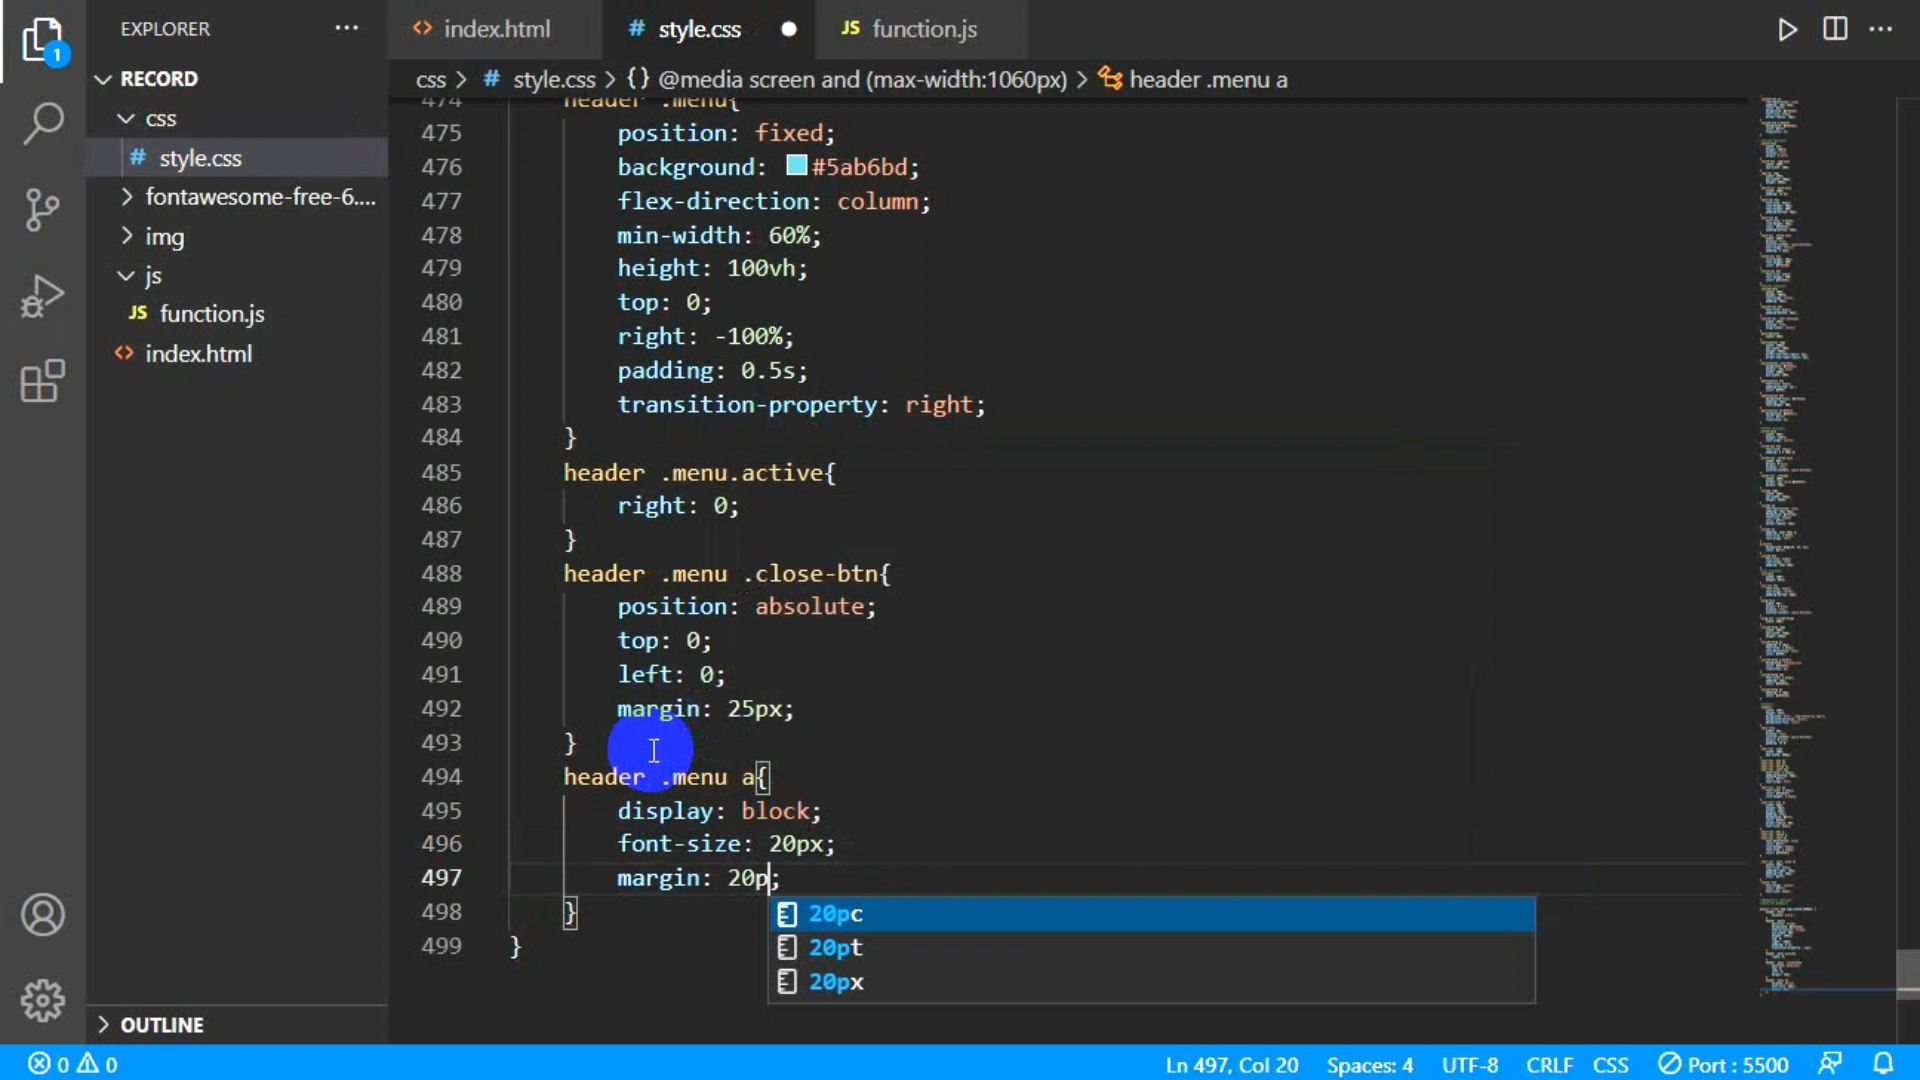 EXPLORER ···
<> index.html
# style.css ●
JS function.js
1
RECORD
css
# style.css
fontawesome-free-6....
img
js
JS function.js
<> index.html
OUTLINE
css > # style.css > {} @media screen and (max-width:1060px) > header .menu a
474 header .menu{
475 position: fixed;
476 background: #5ab6bd;
477 flex-direction: column;
478 min-width: 60%;
479 height: 100vh;
480 top: 0;
481 right: -100%;
482 padding: 0.5s;
483 transition-property: right;
484 }
485 header .menu.active{
486 right: 0;
487 }
488 header .menu .close-btn{
489 position: absolute;
490 top: 0;
491 left: 0;
492 margin: 25px;
493 }
494 header .menu a{
495 display: block;
496 font-size: 20px;
497 margin: 20p;
498 }
20pc
499 }
20pt
20px
0 0
Ln 497, Col 20 Spaces: 4 UTF-8 CRLF CSS Port : 5500